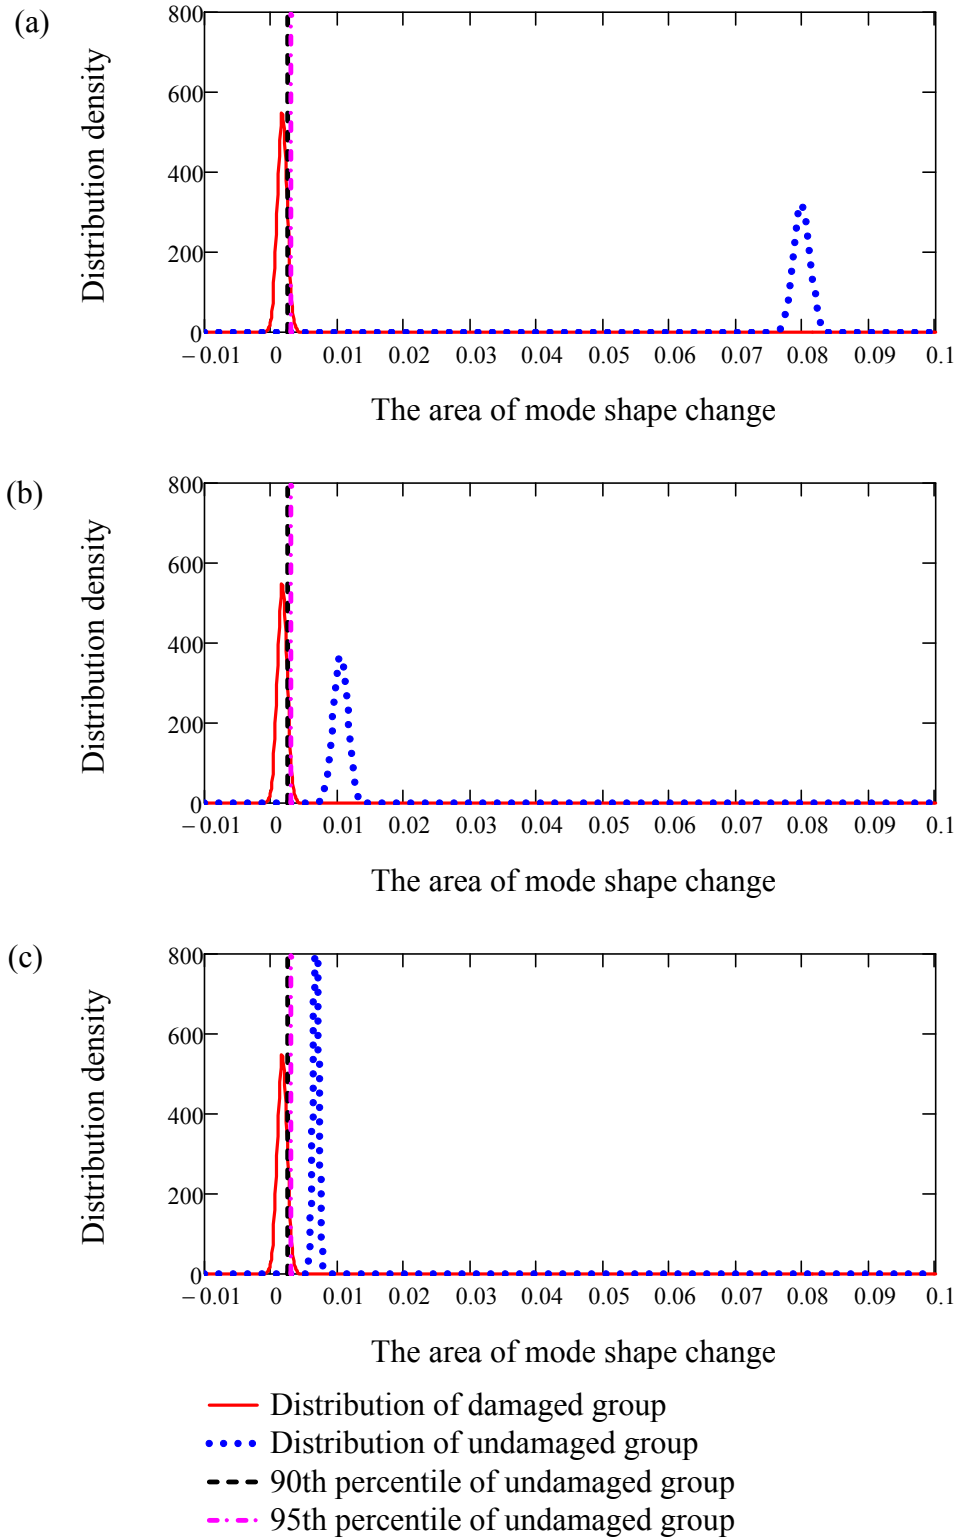 (a)
800
600
400
200
0
Distribution density
−0.01 0 0.01 0.02 0.03 0.04 0.05 0.06 0.07 0.08 0.09 0.1
The area of mode shape change
(b)
800
600
400
200
0
Distribution density
−0.01 0 0.01 0.02 0.03 0.04 0.05 0.06 0.07 0.08 0.09 0.1
The area of mode shape change
(c)
800
600
400
200
0
Distribution density
−0.01 0 0.01 0.02 0.03 0.04 0.05 0.06 0.07 0.08 0.09 0.1
The area of mode shape change
Distribution of damaged group
Distribution of undamaged group
90th percentile of undamaged group
95th percentile of undamaged group